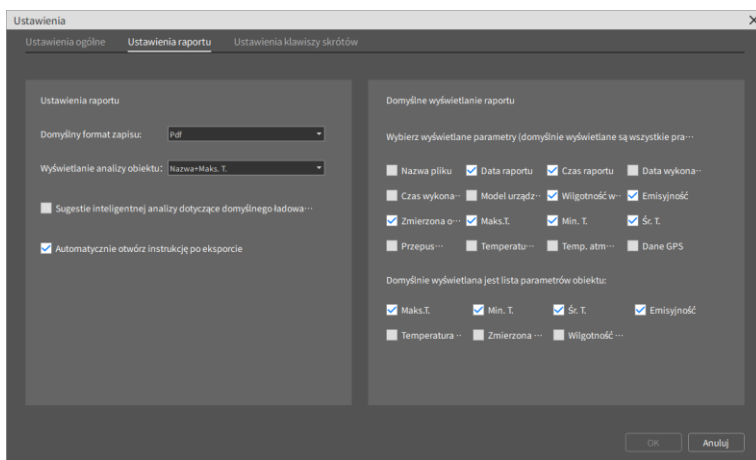 Ustawienia
Ustawienia ogólne Ustawienia raportu Ustawienia klawiszy skrótów
Ustawienia raportu
Domyślny format zapisu: Pdf
Wyświetlanie analizy obiektu: Nazwa+Maks. T.
Sugestie inteligentnej analizy dotyczące domyślnego ładowa···
Automatycznie otwórz instrukcję po eksporcie
Domyślne wyświetlanie raportu
Wybierz wyświetlane parametry (domyślnie wyświetlane są wszystkie pra···
Nazwa pliku Data raportu Czas raportu Data wykona··
Czas wykona·· Model urządz·· Wilgotność w·· Emisyjność
Zmierzona o··· Maks.T. Min. T. Śr. T.
Przepus··· Temperatu··· Temp. atm··· Dane GPS
Domyślnie wyświetlana jest lista parametrów obiektu:
Maks.T. Min. T. Śr. T. Emisyjność
Temperatura ·· Zmierzona ··· Wilgotność ···
OK Anuluj